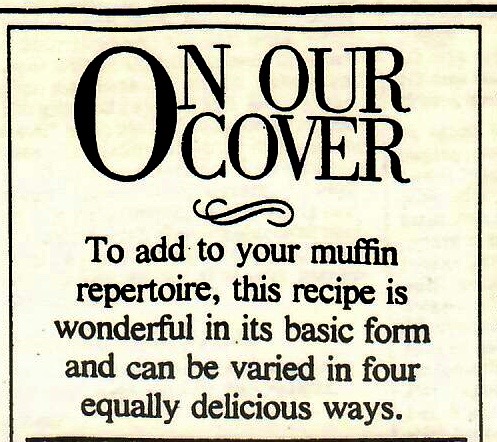 ON OUR
COVER
To add to your muffin
repertoire, this recipe is
wonderful in its basic form
and can be varied in four
equally delicious ways.